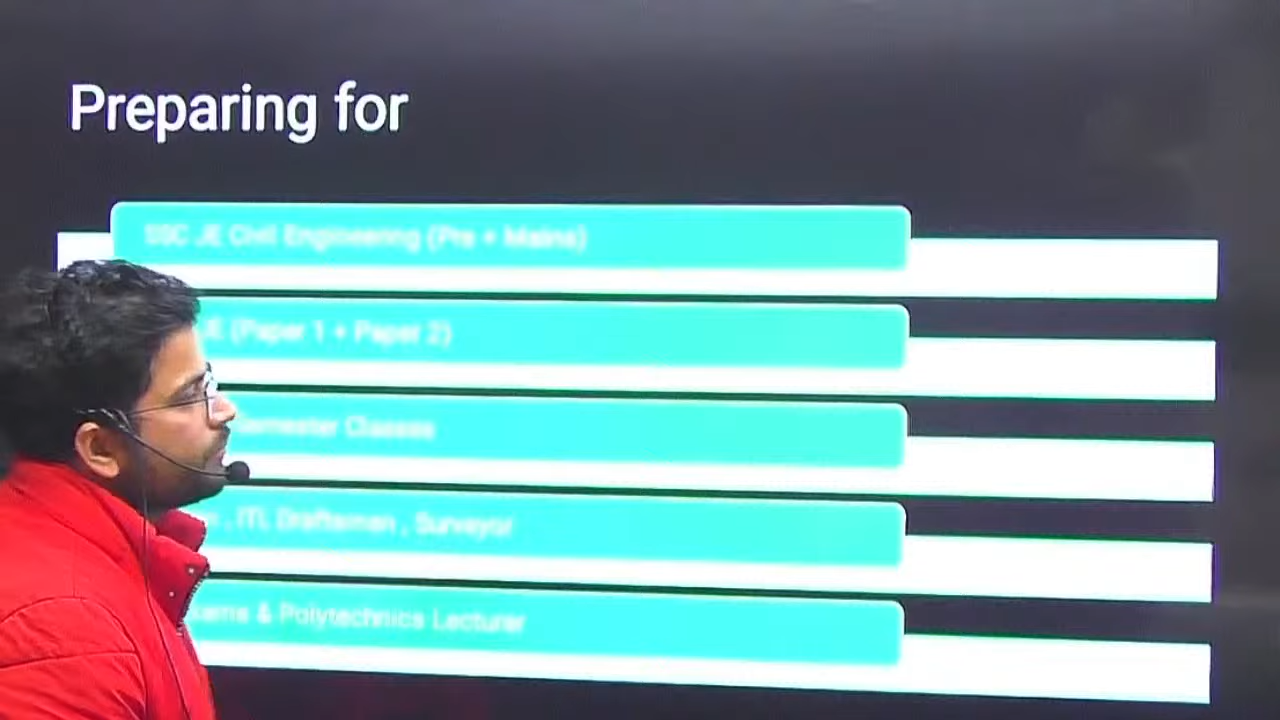 Preparing for
SSC JE Civil Engineering (Pre + Mains)
JE (Paper 1 + Paper 2)
Semester Classes
, ITI, Draftsmen , Surveyor
& Polytechnics Lecturer